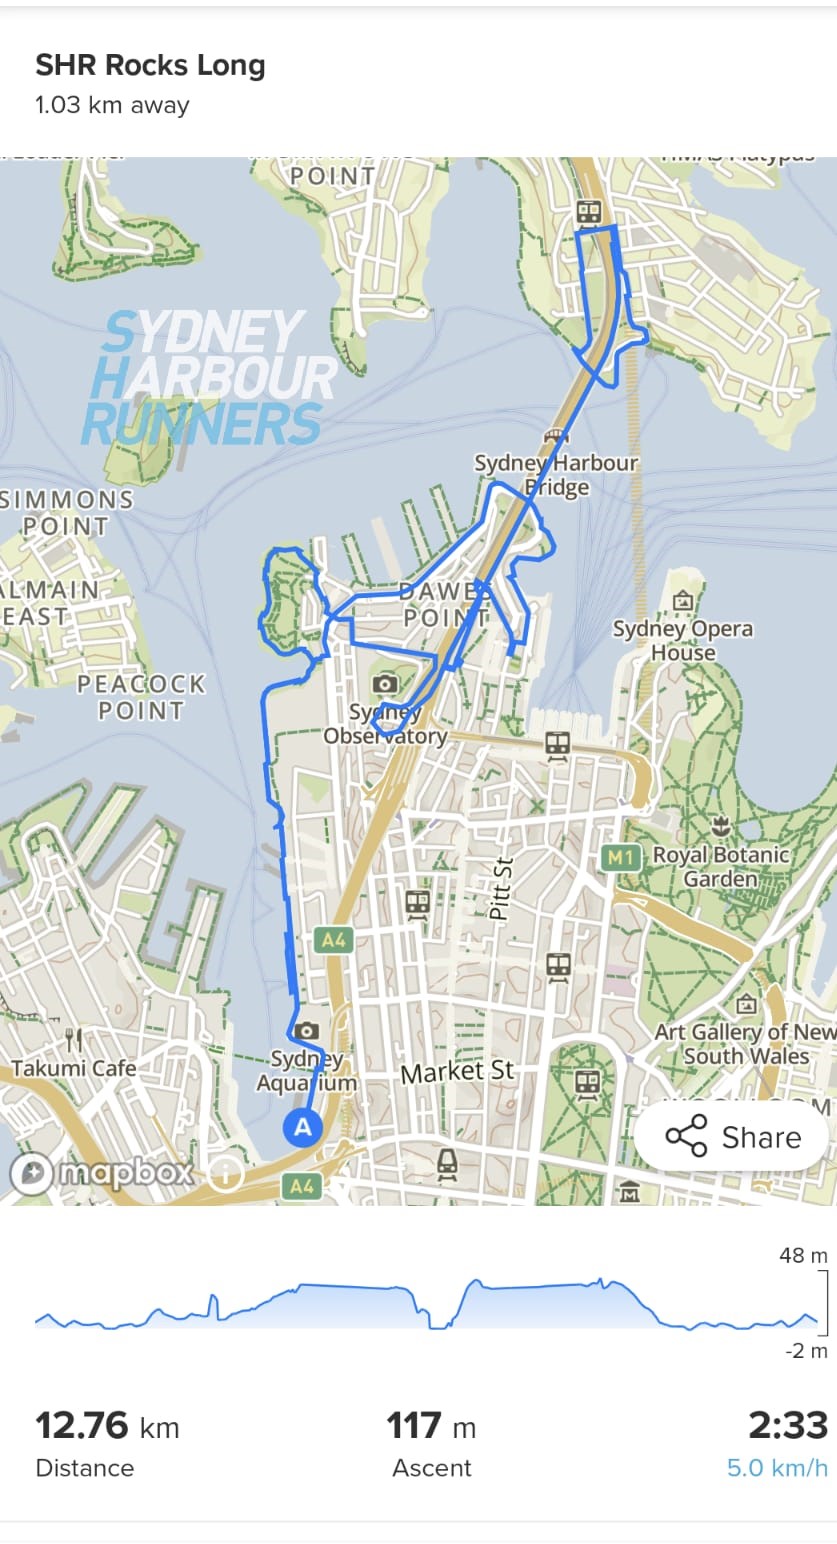 SHR Rocks Long
1.03 km away
POINT
SYDNEY
HARBOUR
RUNNERS
Sydney Harbour
Bridge
SIMMONS
POINT
ALMAIN
EAST
DAWES
POINT
Sydney Opera
House
PEACOCK
POINT
Sydney
Observatory
M1
Royal Botanic
Garden
Pitt St
A4
Art Gallery of New
South Wales
Sydney
Aquarium
Takumi Cafe
Market St
A
M
Share
mapbox
i
A4
48 m
-2 m
12.76 km
Distance
117 m
Ascent
2:33
5.0 km/h